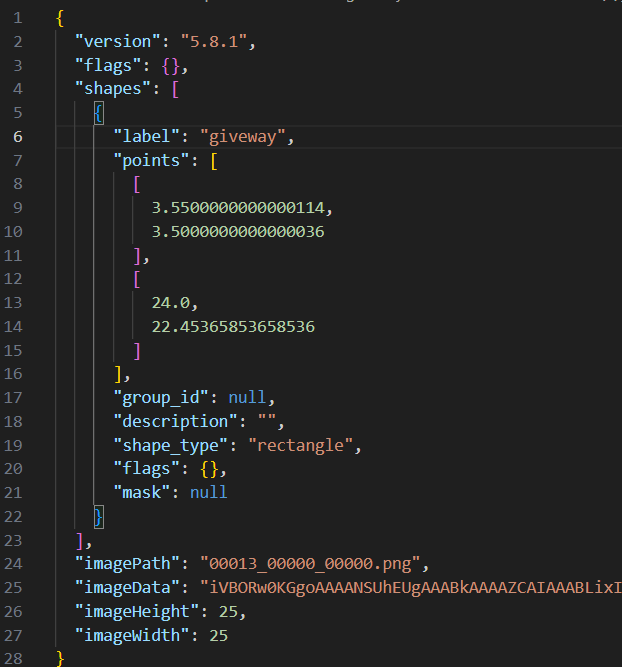 1 {
2 "version": "5.8.1",
3 "flags": {},
4 "shapes": [
5 {
6 "label": "giveway",
7 "points": [
8 [
9 3.5500000000000114,
10 3.5000000000000036
11 ],
12 [
13 24.0,
14 22.45365853658536
15 ]
16 ],
17 "group_id": null,
18 "description": "",
19 "shape_type": "rectangle",
20 "flags": {},
21 "mask": null
22 }
23 ],
24 "imagePath": "00013_00000_00000.png",
25 "imageData": "iVBORw0KGgoAAAANSUhEUgAAABkAAAAZCAIAAABLixI
26 "imageHeight": 25,
27 "imageWidth": 25
28 }